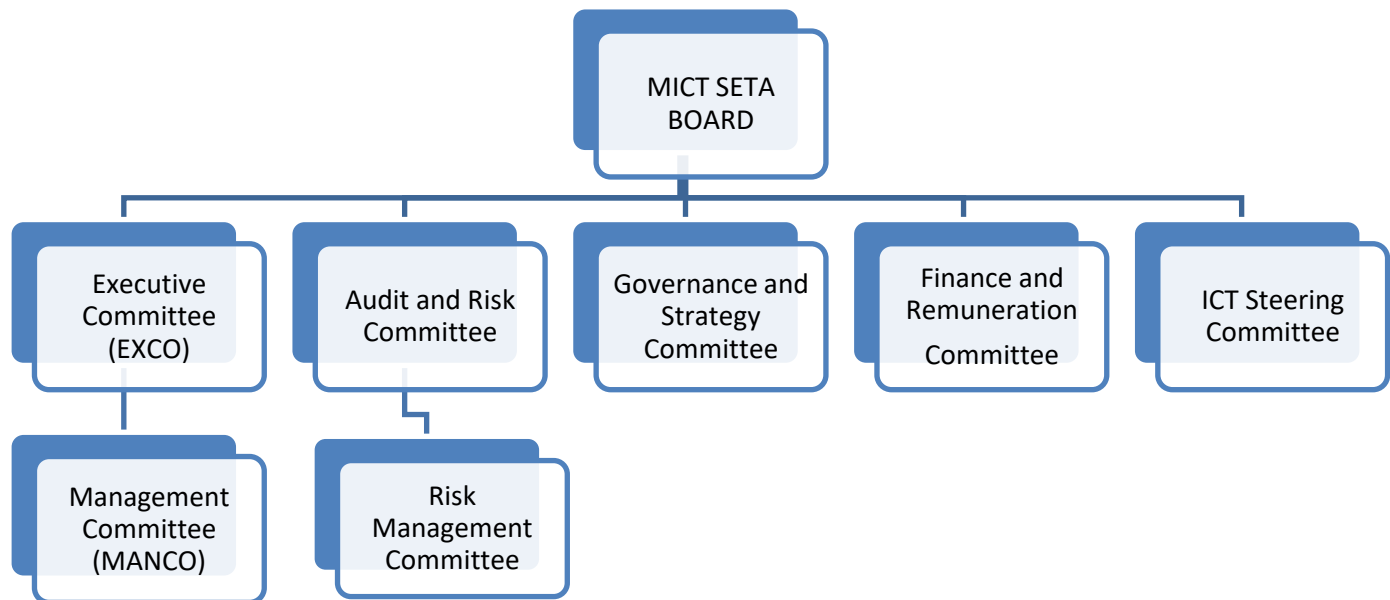 MICT SETA
BOARD
Executive
Committee
(EXCO)
Audit and Risk
Committee
Governance and
Strategy
Committee
Finance and
Remuneration
Committee
ICT Steering
Committee
Management
Committee
(MANCO)
Risk
Management
Committee